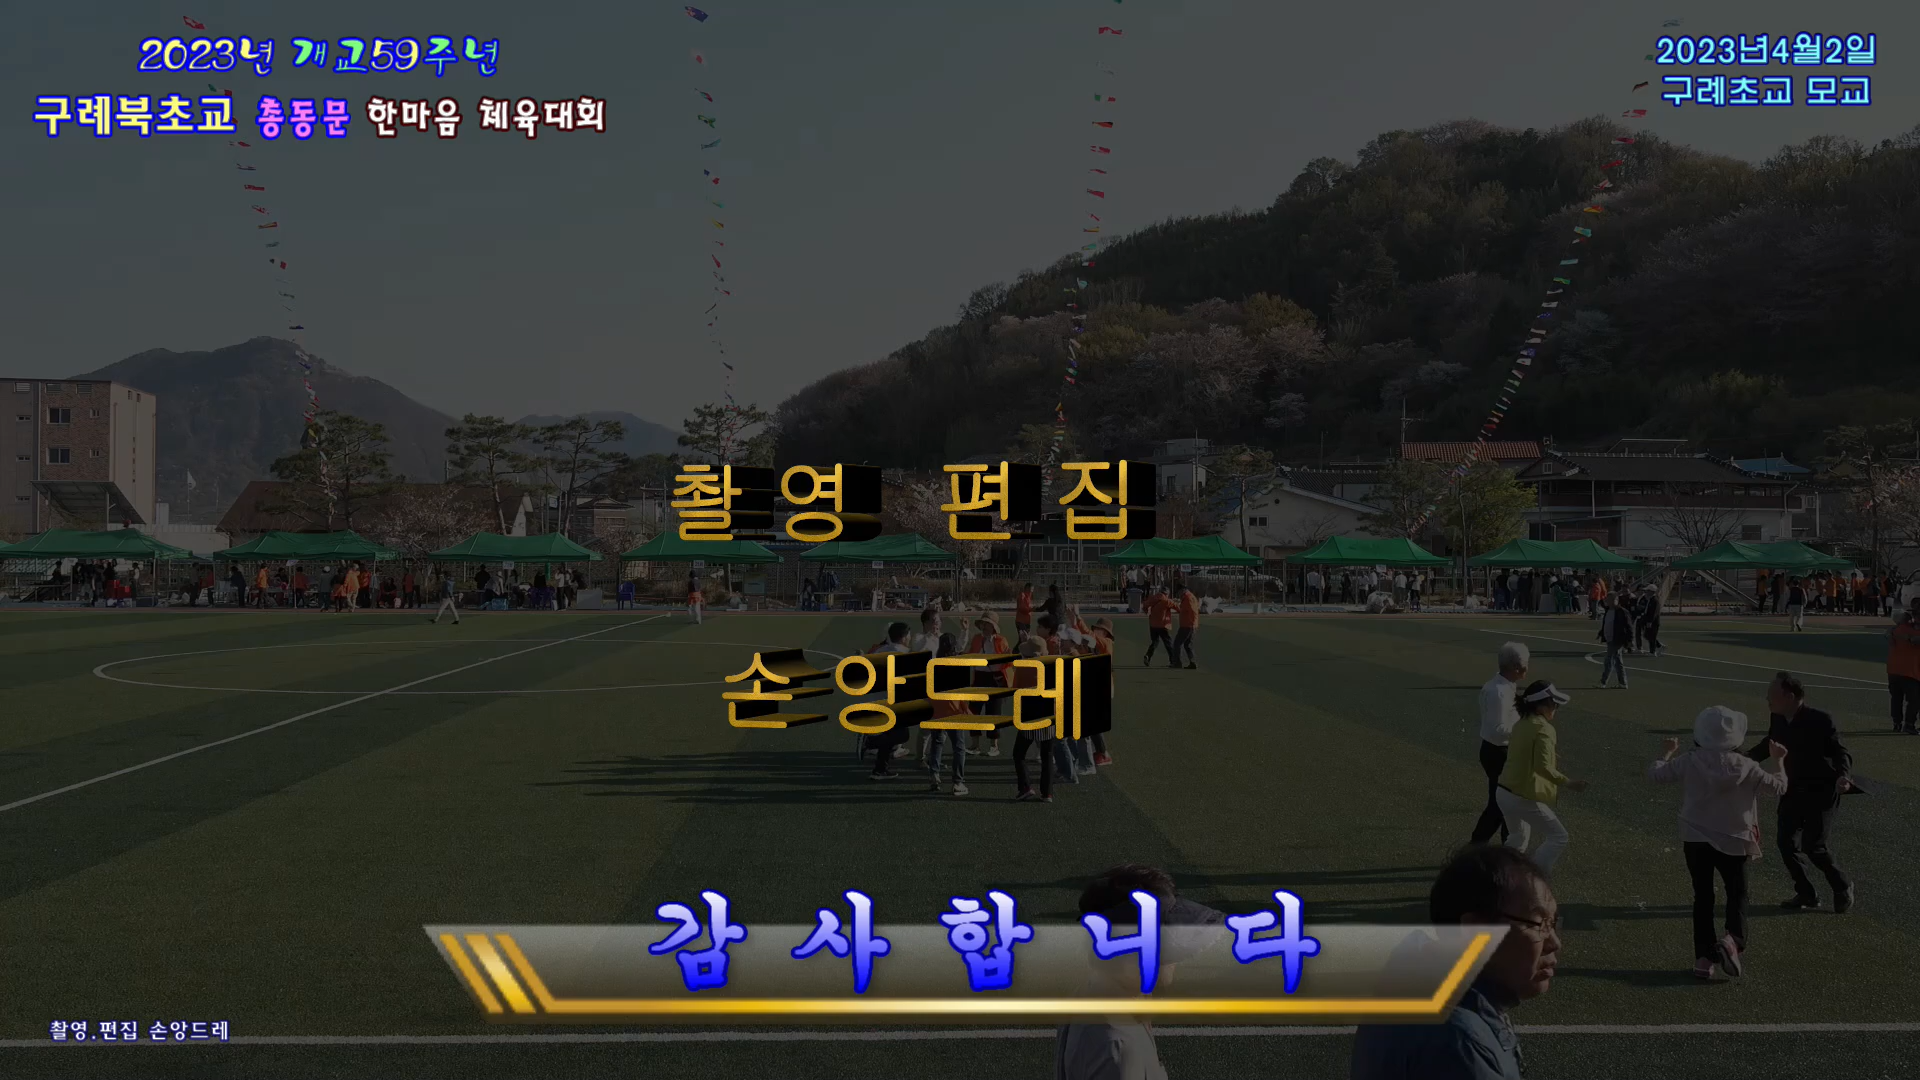 2023년 개교59주년
구례북초교 총동문 한마음 체육대회
2023년4월2일
구례초교 모교
촬영 편집
손앙드레
감사합니다
촬영.편집 손앙드레